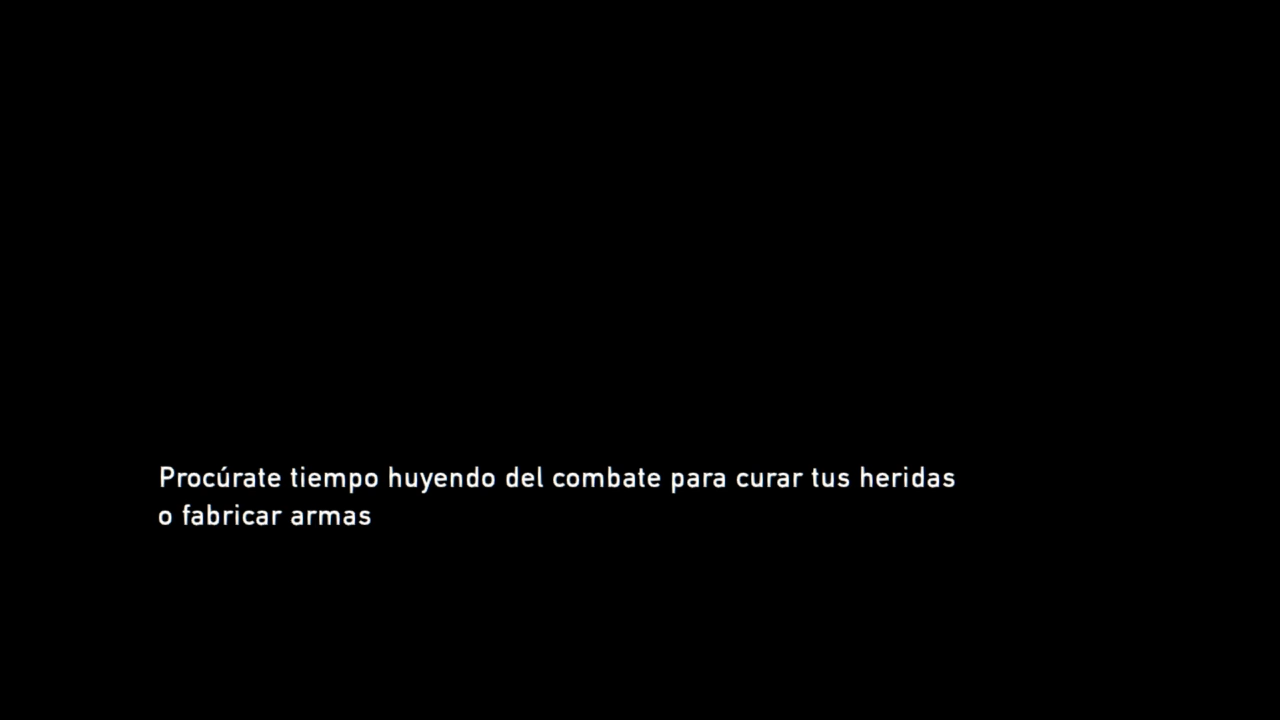 Procúrate tiempo huyendo del combate para curar tus heridas
o fabricar armas